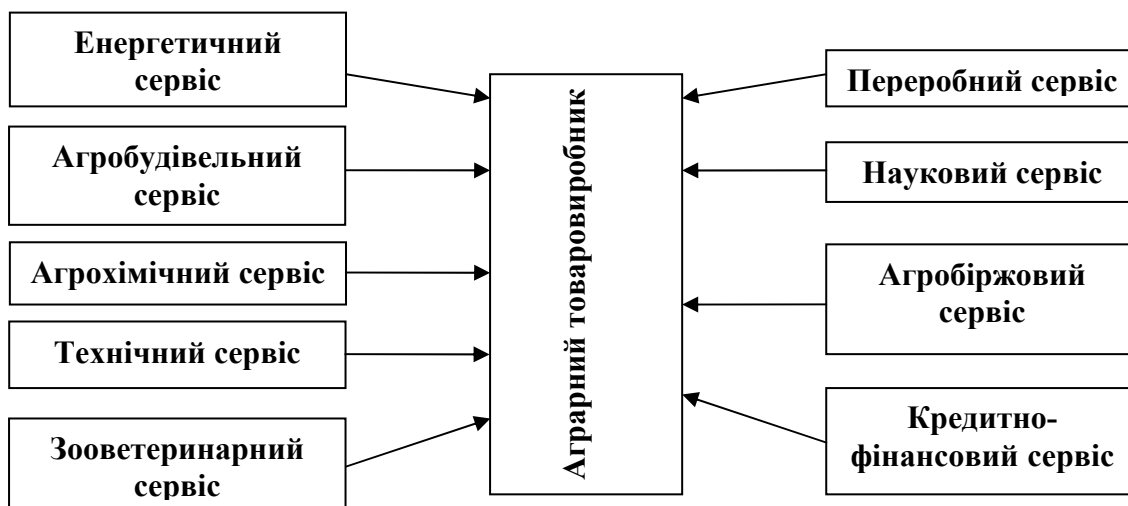 Енергетичний
сервіс
Агробудівельний
сервіс
Агрохімічний сервіс
Технічний сервіс
Зооветеринарний
сервіс
Аграрний товаровиробник
Переробний сервіс
Науковий сервіс
Агробіржовий
сервіс
Кредитно-
фінансовий сервіс